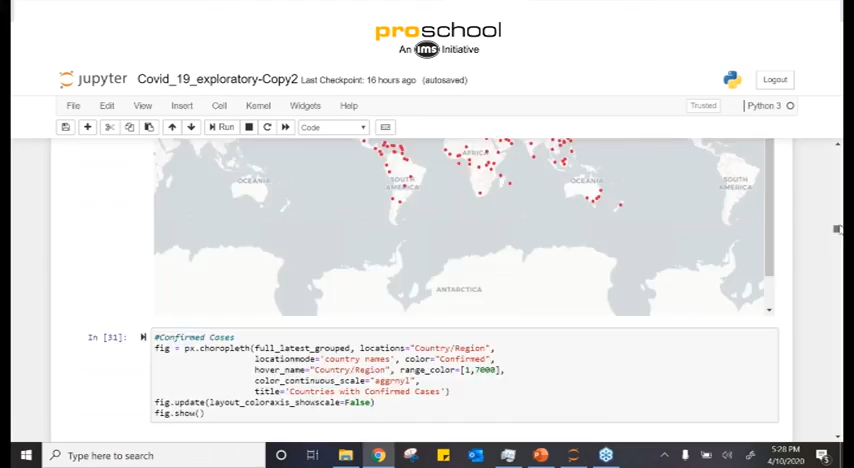 proschool
An ims Initiative
jupyter Covid_19_exploratory-Copy2 Last Checkpoint: 16 hours ago (autosaved)
Logout
File Edit View Insert Cell Kernel Widgets Help
Trusted Python 3
Run Code
AFRICA
OCEANIA SOUTH AMERICA OCEANIA SOUTH AMERICA
ANTARCTICA
In [31]: #Confirmed Cases
fig = px.choropleth(full_latest_grouped, locations="Country/Region",
locationmode='country names', color="Confirmed",
hover_name="Country/Region", range_color=[1,7000],
color_continuous_scale="aggrnyl",
title='Countries with Confirmed Cases')
fig.update(layout_coloraxis_showscale=False)
fig.show()
Type here to search
5:28 PM
4/10/2020